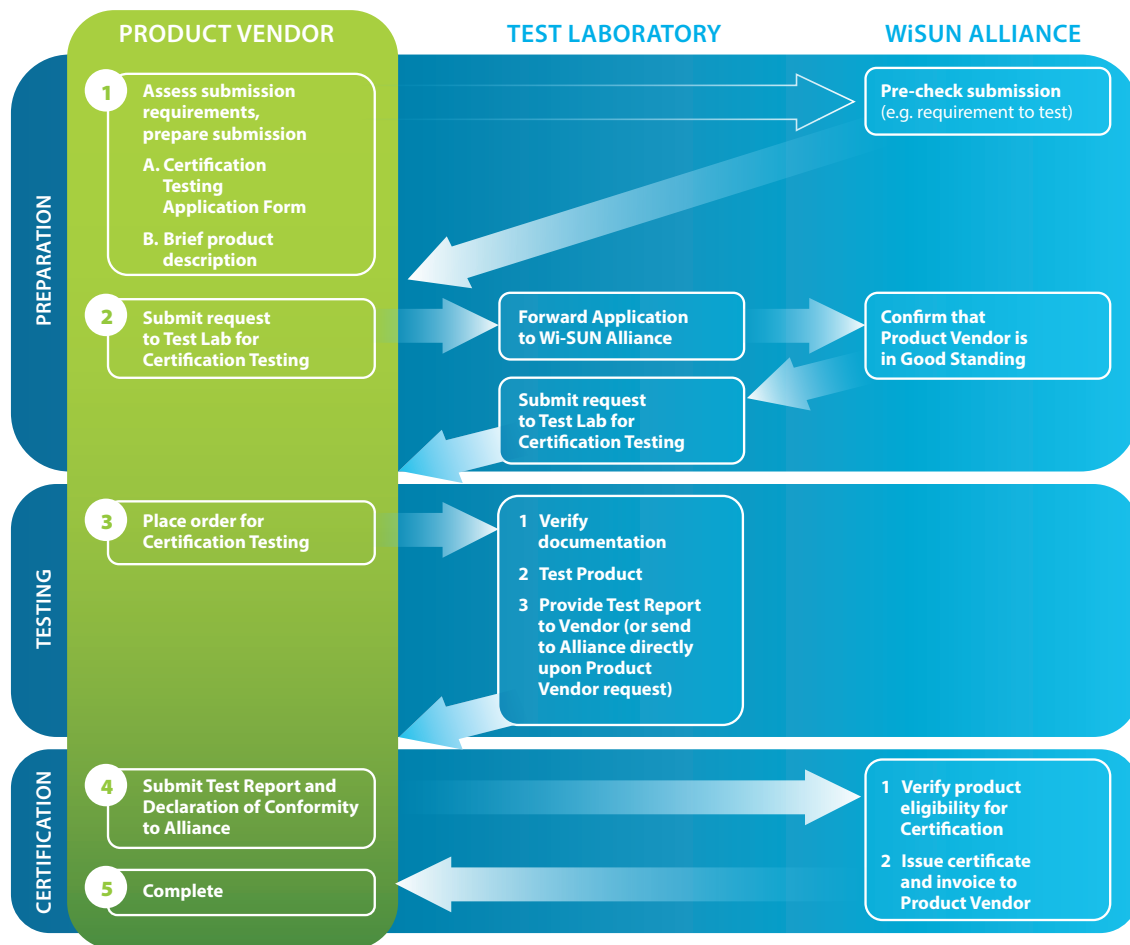 PRODUCT VENDOR
TEST LABORATORY
WiSUN ALLIANCE
PREPARATION
1
Assess submission
requirements,
prepare submission
A. Certification
Testing
Application Form
B. Brief product
description
Pre-check submission
(e.g. requirement to test)
2
Submit request
to Test Lab for
Certification Testing
Forward Application
to Wi-SUN Alliance
Confirm that
Product Vendor is
in Good Standing
Submit request
to Test Lab for
Certification Testing
TESTING
3
Place order for
Certification Testing
1 Verify
documentation
2 Test Product
3 Provide Test Report
to Vendor (or send
to Alliance directly
upon Product
Vendor request)
CERTIFICATION
4
Submit Test Report and
Declaration of Conformity
to Alliance
1 Verify product
eligibility for
Certification
2 Issue certificate
and invoice to
Product Vendor
5
Complete